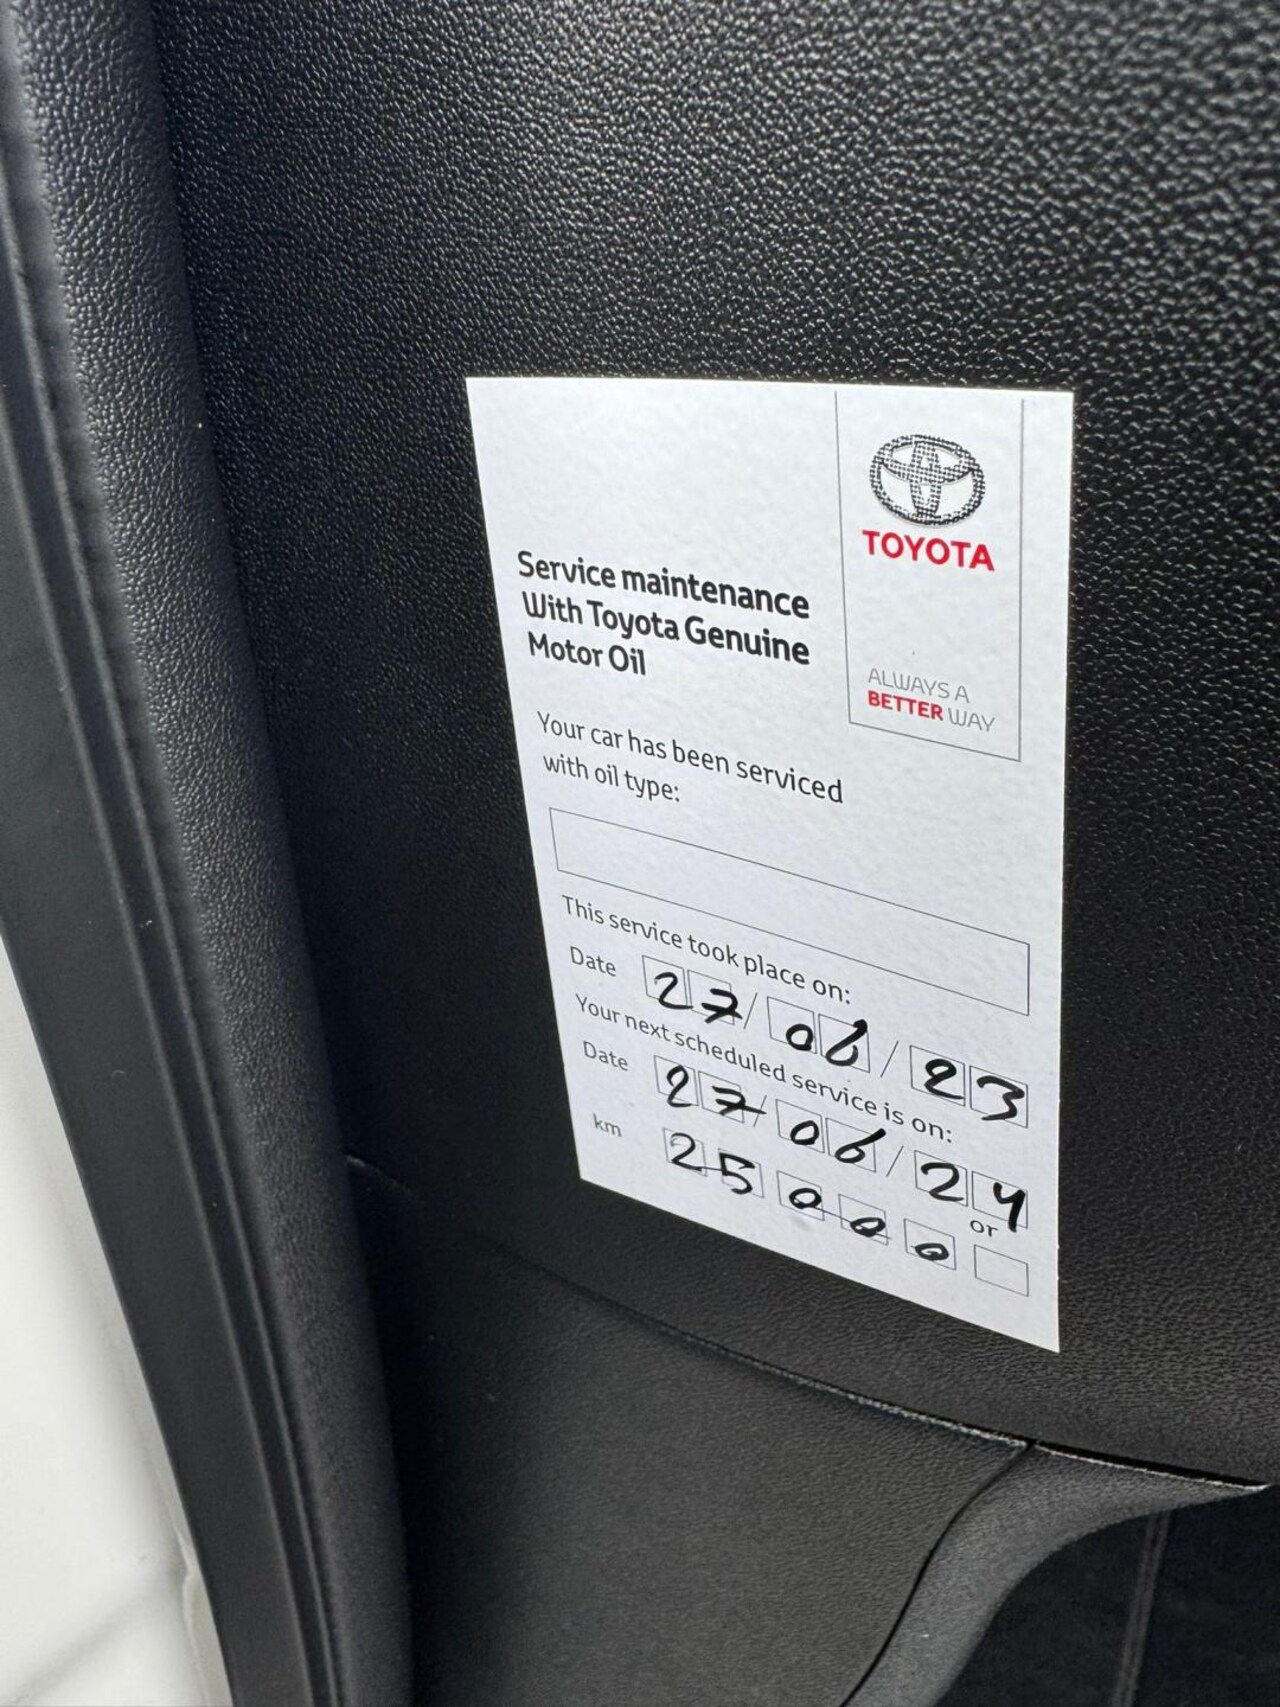 TOYOTA
ALWAYS A
BETTER WAY
Service maintenance
With Toyota Genuine
Motor Oil
Your car has been serviced
with oil type:
This service took place on:
Date 27/06/23
Your next scheduled service is on:
Date 27/06/24
or
km 25000